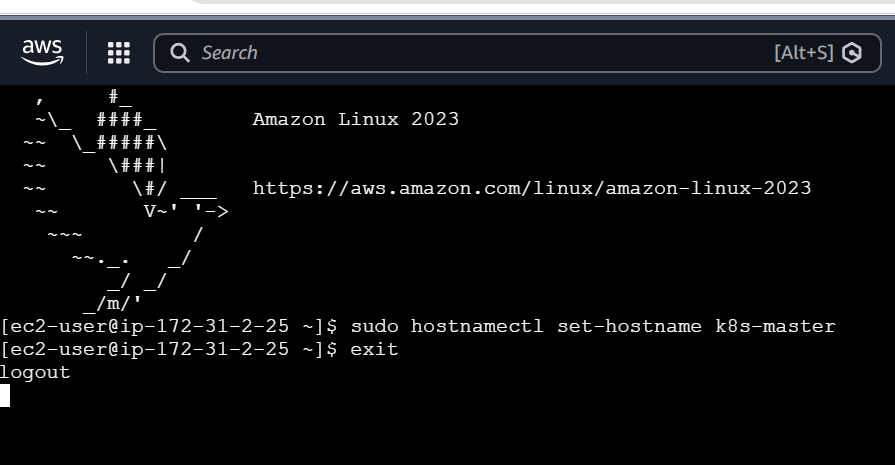 aws
Search [Alt+S]
   ,     #_
   ~\_  ####_        Amazon Linux 2023
  ~~  \_#####\
  ~~     \###|
  ~~       \#/ ___   https://aws.amazon.com/linux/amazon-linux-2023
   ~~       V~' '->
    ~~~         /
      ~~._.   _/
         _/ _/
       _/m/'
[ec2-user@ip-172-31-2-25 ~]$ sudo hostnamectl set-hostname k8s-master
[ec2-user@ip-172-31-2-25 ~]$ exit
logout